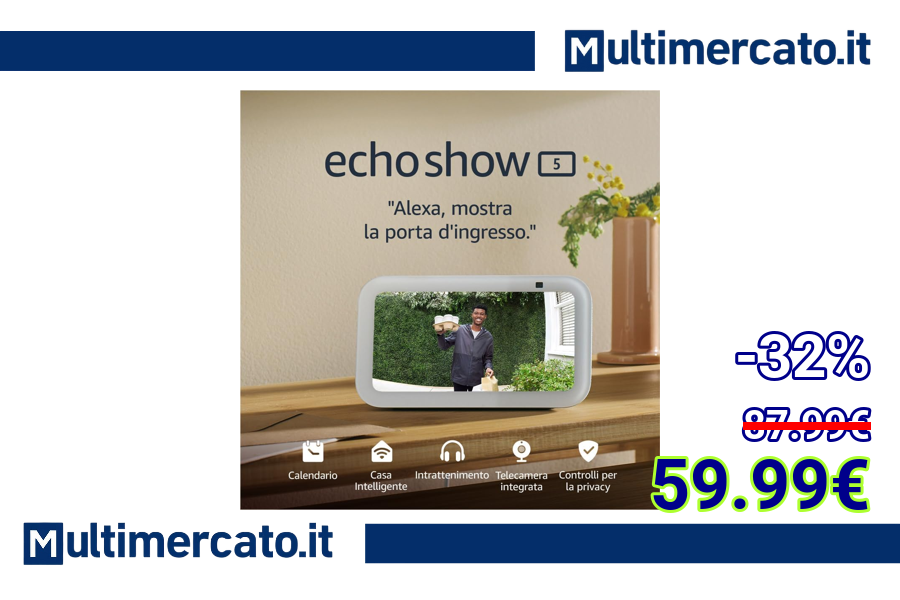 Multimercato.it
echo show 5
"Alexa, mostra
la porta d'ingresso."
-32%
87.99€
59.99€
Calendario
Casa
Intelligente
Intrattenimento
Telecamera
integrata
Controlli per
la privacy
Multimercato.it